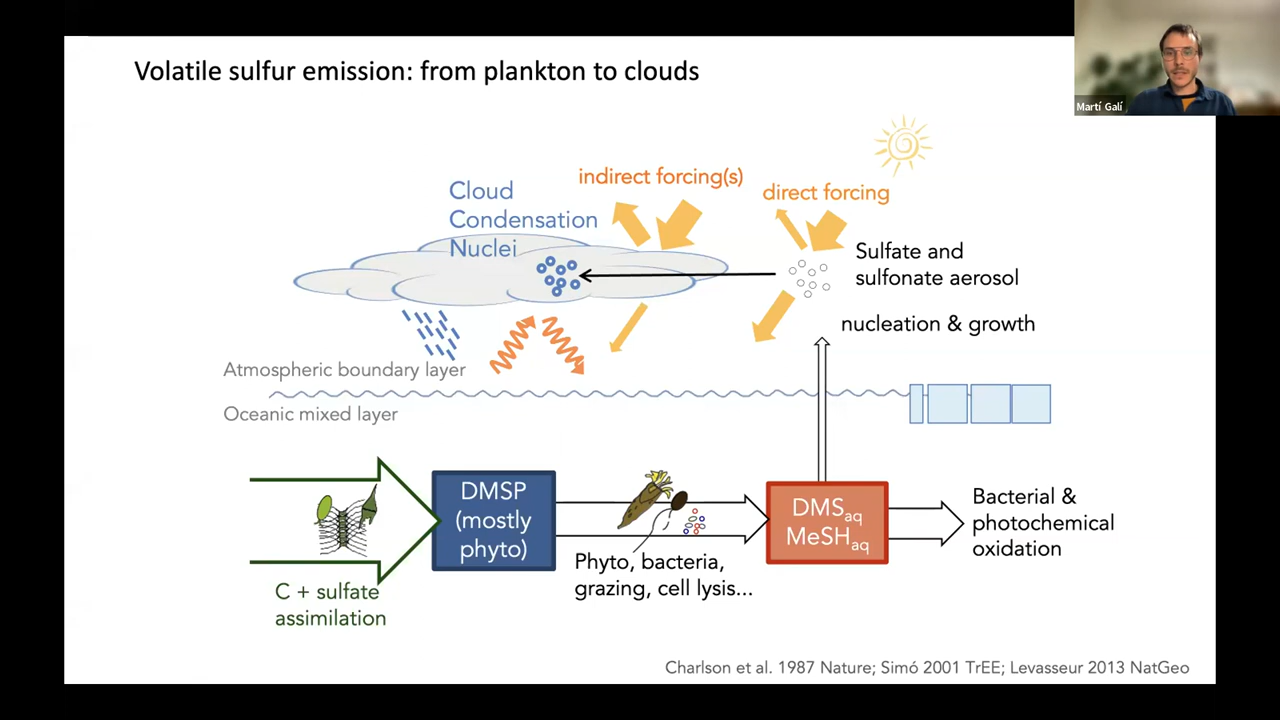 Volatile sulfur emission: from plankton to clouds
Martí Galí
indirect forcing(s)
direct forcing
Cloud
Condensation
Nuclei
Sulfate and
sulfonate aerosol
nucleation & growth
Atmospheric boundary layer
Oceanic mixed layer
DMSP
(mostly
phyto)
DMSaq
MeSHaq
Bacterial &
photochemical
oxidation
Phyto, bacteria,
grazing, cell lysis...
C + sulfate
assimilation
Charlson et al. 1987 Nature; Simó 2001 TrEE; Levasseur 2013 NatGeo